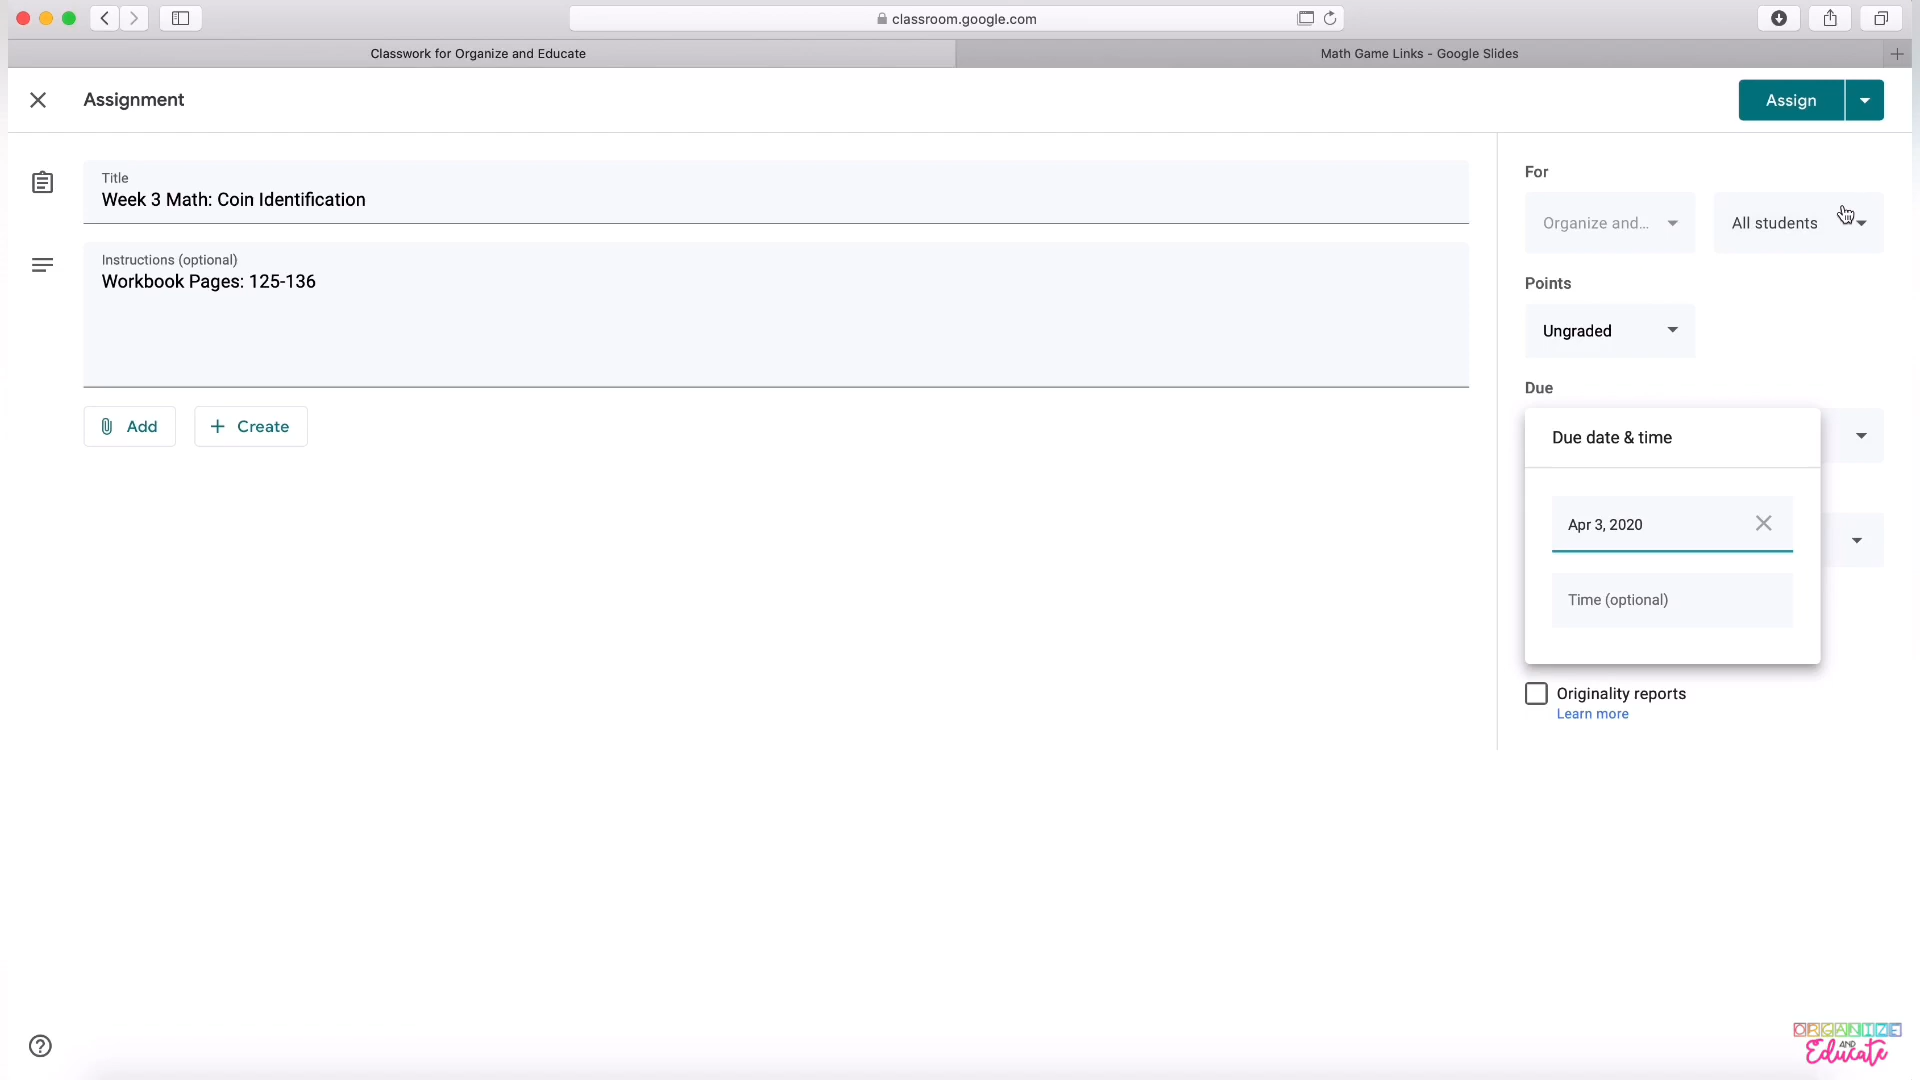 classroom.google.com
Classwork for Organize and Educate
Math Game Links - Google Slides
Assignment
Assign
Title
Week 3 Math: Coin Identification
Instructions (optional)
Workbook Pages: 125-136
Add
Create
For
Organize and...
All students
Points
Ungraded
Due
Due date & time
Apr 3, 2020
Time (optional)
Originality reports
Learn more
ORGANIZE
AND
Educate